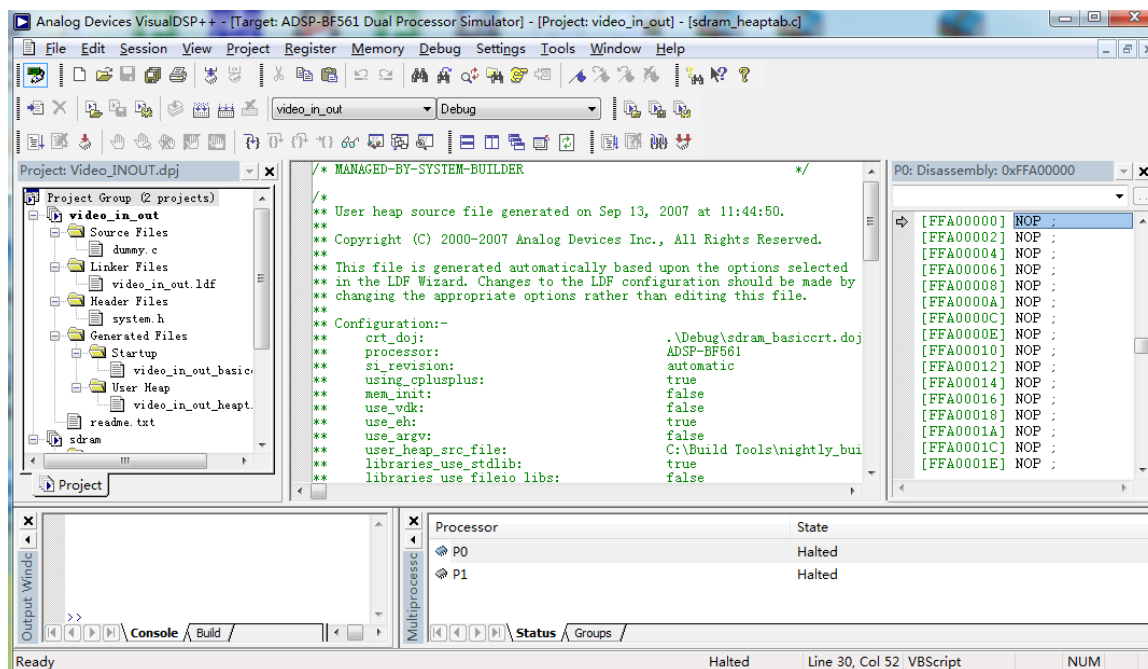 Analog Devices VisualDSP++ - [Target: ADSP-BF561 Dual Processor Simulator] - [Project: video_in_out] - [sdram_heaptab.c]
File Edit Session View Project Register Memory Debug Settings Tools Window Help
video_in_out Debug
Project: Video_INOUT.dpj
Project Group (2 projects)
video_in_out
Source Files
dummy.c
Linker Files
video_in_out.ldf
Header Files
system.h
Generated Files
Startup
video_in_out_basic
User Heap
video_in_out_heapt.
readme.txt
sdram
Project
/* MANAGED-BY-SYSTEM-BUILDER */
/*
** User heap source file generated on Sep 13, 2007 at 11:44:50.
**
** Copyright (C) 2000-2007 Analog Devices Inc., All Rights Reserved.
**
** This file is generated automatically based upon the options selected
** in the LDF Wizard. Changes to the LDF configuration should be made by
** changing the appropriate options rather than editing this file.
**
** Configuration:-
** crt_doj: .\Debug\sdram_basiccrt.doj
** processor: ADSP-BF561
** si_revision: automatic
** using_cplusplus: true
** mem_init: false
** use_vdk: false
** use_eh: true
** use_argv: false
** user_heap_src_file: C:\Build Tools\nightly_bui
** libraries_use_stdlib: true
** libraries_use_fileio_libs: false
P0: Disassembly: 0xFFA00000
[FFA00000] NOP ;
[FFA00002] NOP ;
[FFA00004] NOP ;
[FFA00006] NOP ;
[FFA00008] NOP ;
[FFA0000A] NOP ;
[FFA0000C] NOP ;
[FFA0000E] NOP ;
[FFA00010] NOP ;
[FFA00012] NOP ;
[FFA00014] NOP ;
[FFA00016] NOP ;
[FFA00018] NOP ;
[FFA0001A] NOP ;
[FFA0001C] NOP ;
[FFA0001E] NOP ;
Output Windc
>>
Console Build
Multiprocessc
Processor State
P0 Halted
P1 Halted
Status Groups
Ready Halted Line 30, Col 52 VBScript NUM